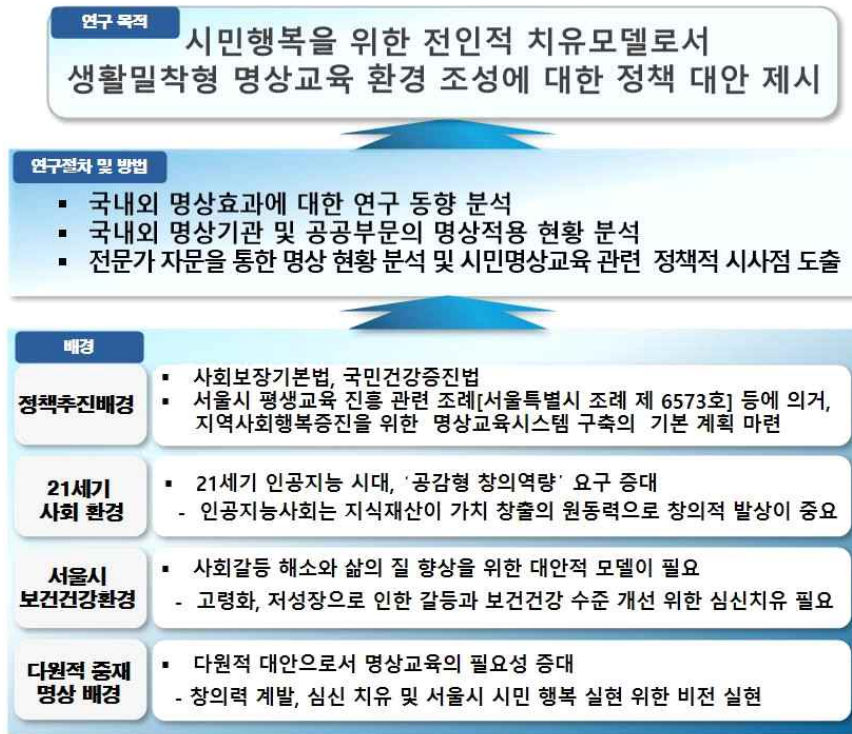 연구 목적
시민행복을 위한 전인적 치유모델로서
생활밀착형 명상교육 환경 조성에 대한 정책 대안 제시
연구절차 및 방법
▪ 국내외 명상효과에 대한 연구 동향 분석
▪ 국내외 명상기관 및 공공부문의 명상적용 현황 분석
▪ 전문가 자문을 통한 명상 현황 분석 및 시민명상교육 관련 정책적 시사점 도출
배경
정책추진배경
▪ 사회보장기본법, 국민건강증진법
▪ 서울시 평생교육 진흥 관련 조례[서울특별시 조례 제 6573호] 등에 의거,
지역사회행복증진을 위한 명상교육시스템 구축의 기본 계획 마련
21세기
사회 환경
▪ 21세기 인공지능 시대, '공감형 창의역량' 요구 증대
- 인공지능사회는 지식재산이 가치 창출의 원동력으로 창의적 발상이 중요
서울시
보건건강환경
▪ 사회갈등 해소와 삶의 질 향상을 위한 대안적 모델이 필요
- 고령화, 저성장으로 인한 갈등과 보건건강 수준 개선 위한 심신치유 필요
다원적 중재
명상 배경
▪ 다원적 대안으로서 명상교육의 필요성 증대
- 창의력 계발, 심신 치유 및 서울시 시민 행복 실현 위한 비전 실현